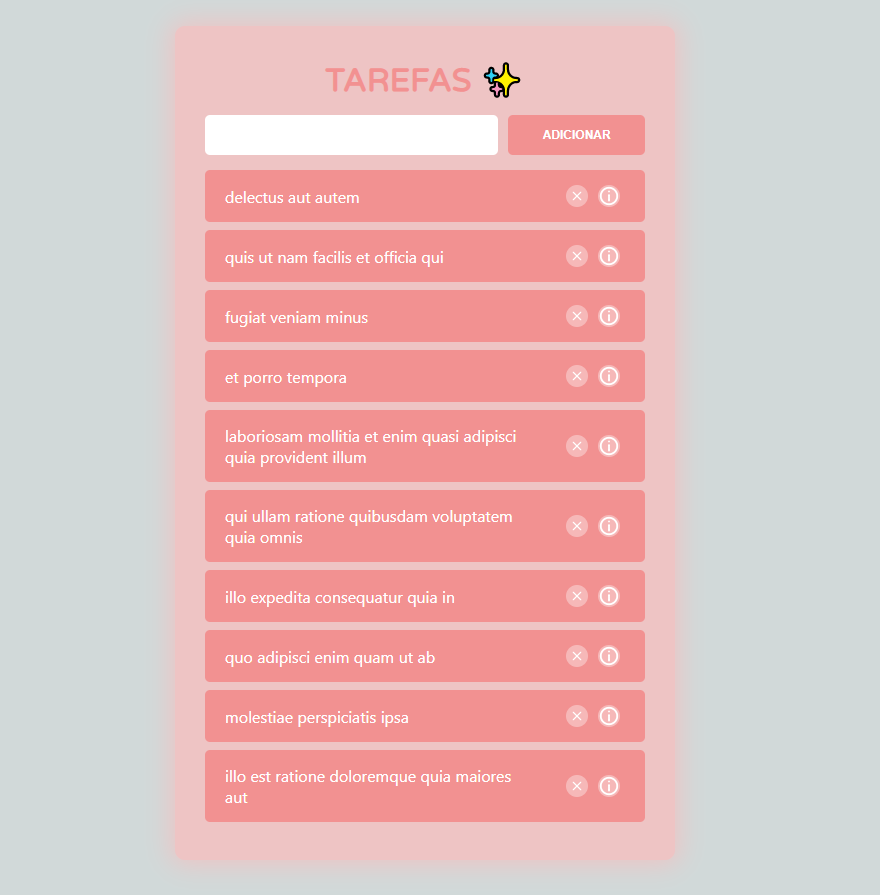 TAREFAS
ADICIONAR
delectus aut autem
quis ut nam facilis et officia qui
fugiat veniam minus
et porro tempora
laboriosam mollitia et enim quasi adipisci
quia provident illum
qui ullam ratione quibusdam voluptatem
quia omnis
illo expedita consequatur quia in
quo adipisci enim quam ut ab
molestiae perspiciatis ipsa
illo est ratione doloremque quia maiores
aut